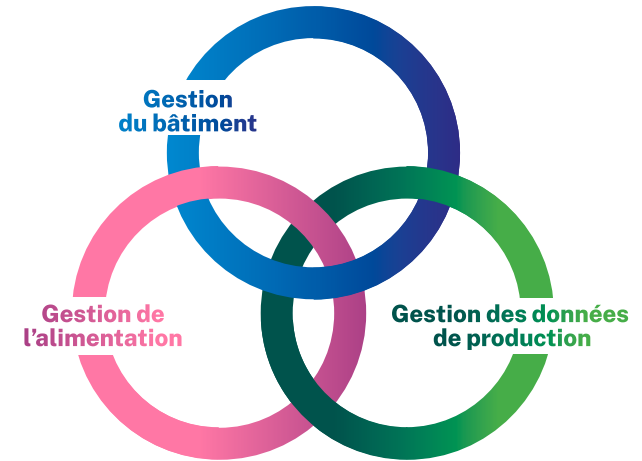 Gestion
du bâtiment
Gestion de
l’alimentation
Gestion des données
de production